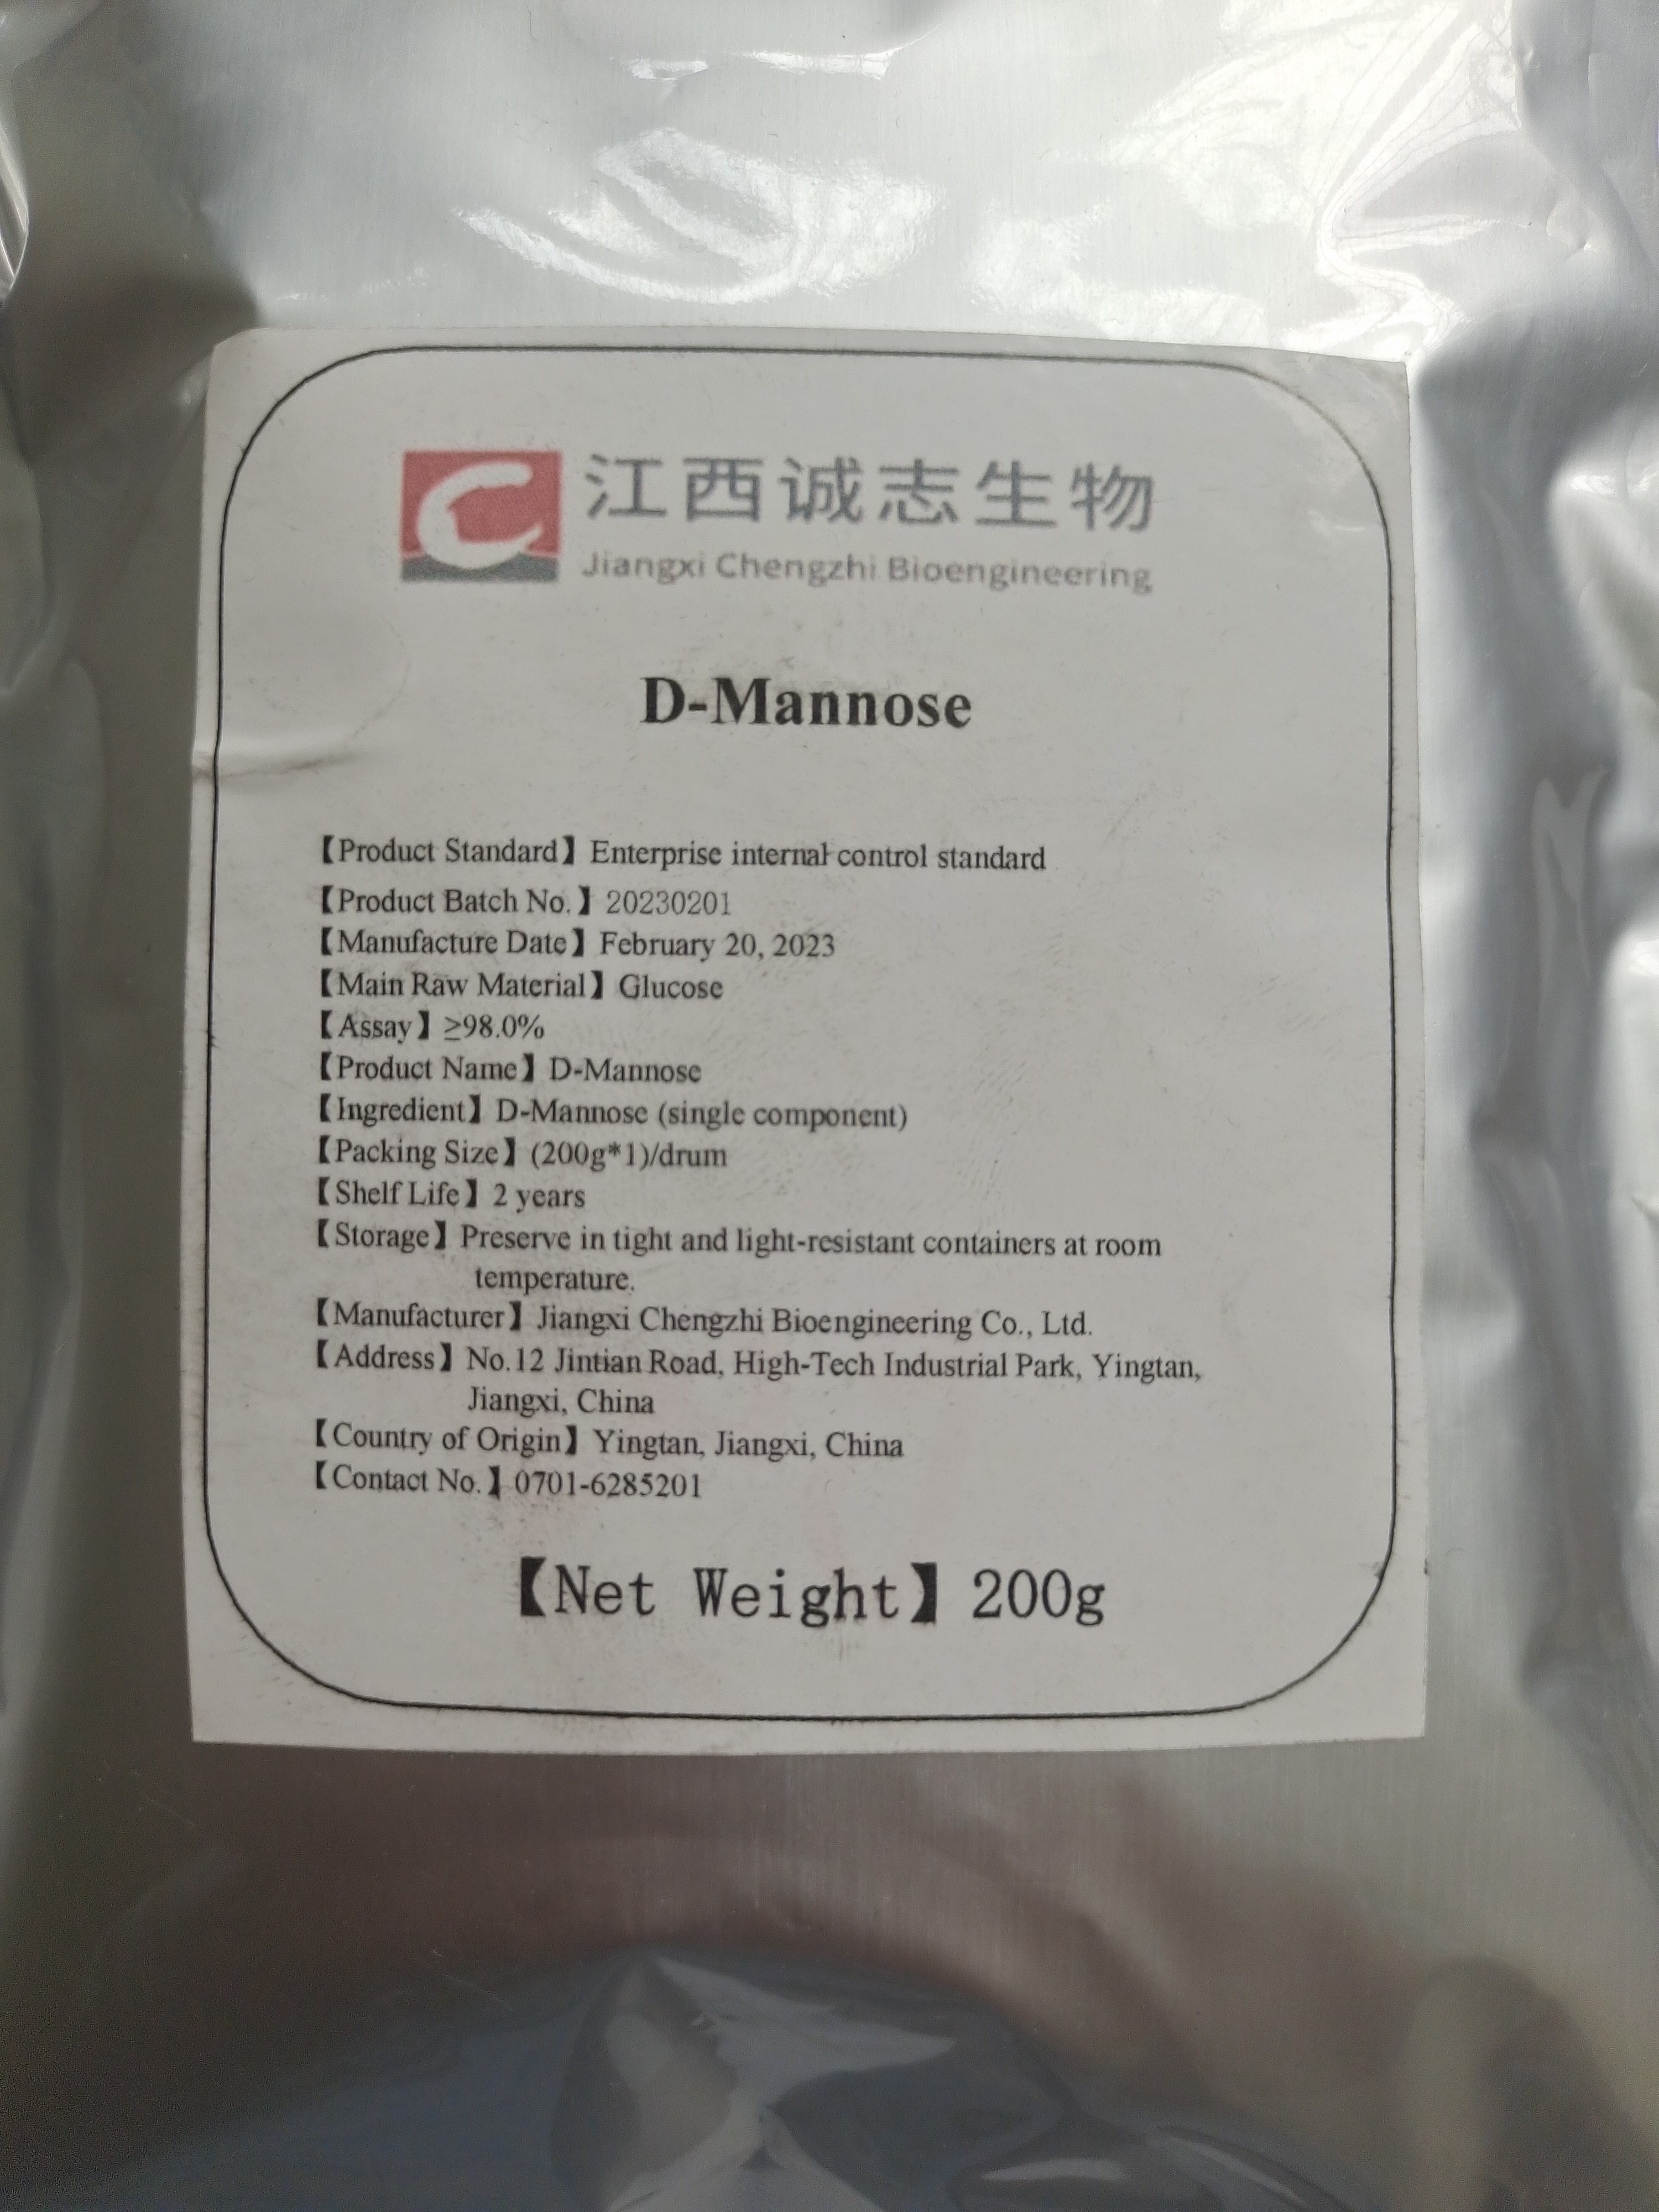 江西诚志生物
Jiangxi Chengzhi Bioengineering
D-Mannose
【Product Standard】Enterprise internal control standard
【Product Batch No.】20230201
【Manufacture Date】February 20, 2023
【Main Raw Material】Glucose
【Assay】≥98.0%
【Product Name】D-Mannose
【Ingredient】D-Mannose (single component)
【Packing Size】(200g*1)/drum
【Shelf Life】2 years
【Storage】Preserve in tight and light-resistant containers at room
temperature.
【Manufacturer】Jiangxi Chengzhi Bioengineering Co., Ltd.
【Address】No.12 Jintian Road, High-Tech Industrial Park, Yingtan,
Jiangxi, China
【Country of Origin】Yingtan, Jiangxi, China
【Contact No.】0701-6285201
【Net Weight】200g